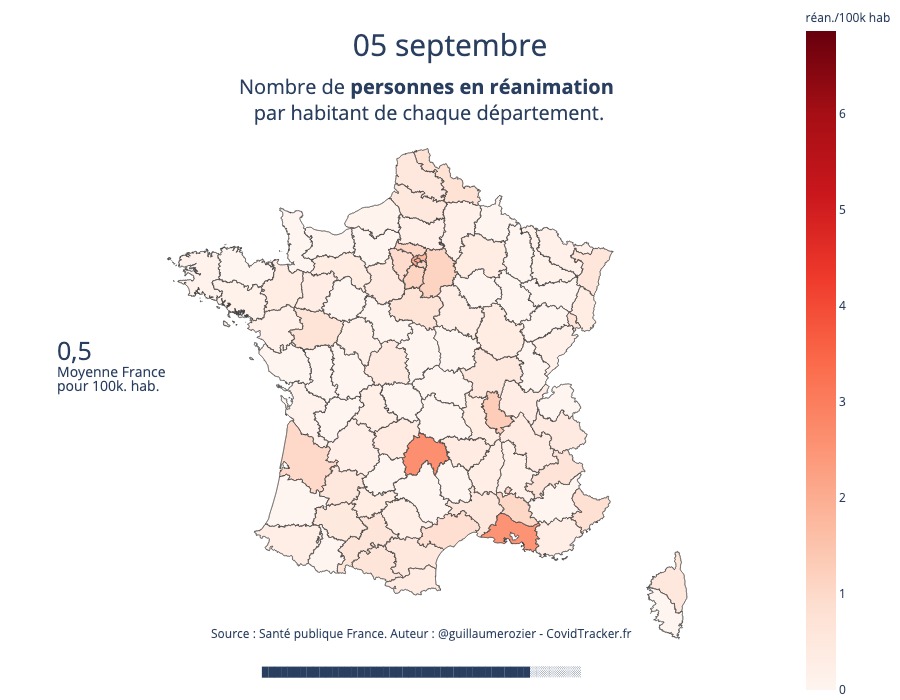 réan./100k hab
05 septembre
Nombre de personnes en réanimation
par habitant de chaque département.
6
5
4
0,5
Moyenne France
pour 100k. hab.
3
2
1
Source : Santé publique France. Auteur : @guillaumerozier - CovidTracker.fr
0